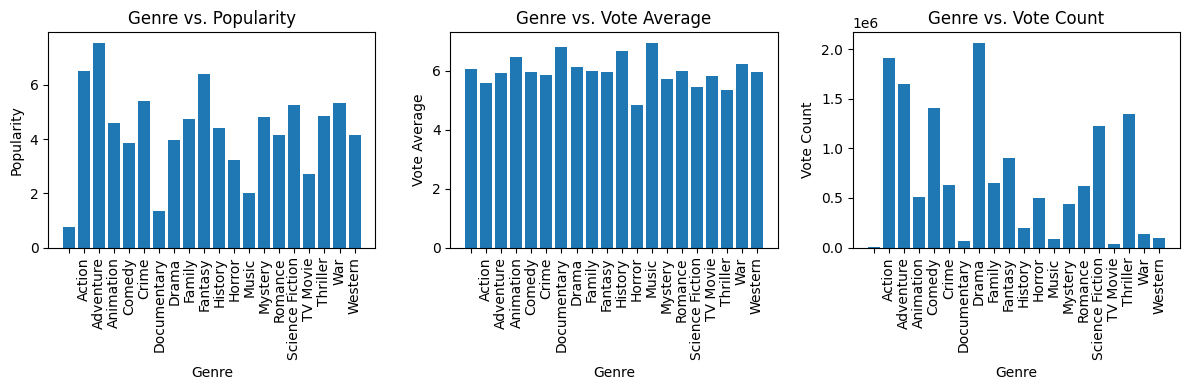 Genre vs. Popularity
Popularity
6
4
2
0
Action
Adventure
Animation
Comedy
Crime
Documentary
Drama
Family
Fantasy
History
Horror
Music
Mystery
Romance
Science Fiction
TV Movie
Thriller
War
Western
Genre
Genre vs. Vote Average
Vote Average
6
4
2
0
Action
Adventure
Animation
Comedy
Crime
Documentary
Drama
Family
Fantasy
History
Horror
Music
Mystery
Romance
Science Fiction
TV Movie
Thriller
War
Western
Genre
Genre vs. Vote Count
1e6
Vote Count
2.0
1.5
1.0
0.5
0.0
Action
Adventure
Animation
Comedy
Crime
Documentary
Drama
Family
Fantasy
History
Horror
Music
Mystery
Romance
Science Fiction
TV Movie
Thriller
War
Western
Genre